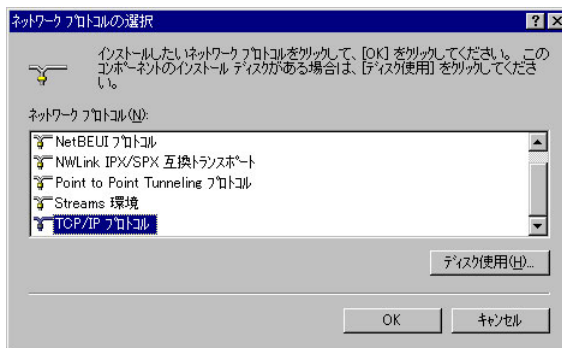 ネットワーク プロトコルの選択
インストールしたいネットワーク プロトコルをクリックして、[OK] をクリックしてください。 この
コンポーネントのインストール ディスクがある場合は、[ディスク使用] をクリックしてくださ
い。
ネットワーク プロトコル(N):
NetBEUI プロトコル
NWLink IPX/SPX 互換トランスポート
Point to Point Tunneling プロトコル
Streams 環境
TCP/IP プロトコル
ディスク使用(H)...
OK
キャンセル